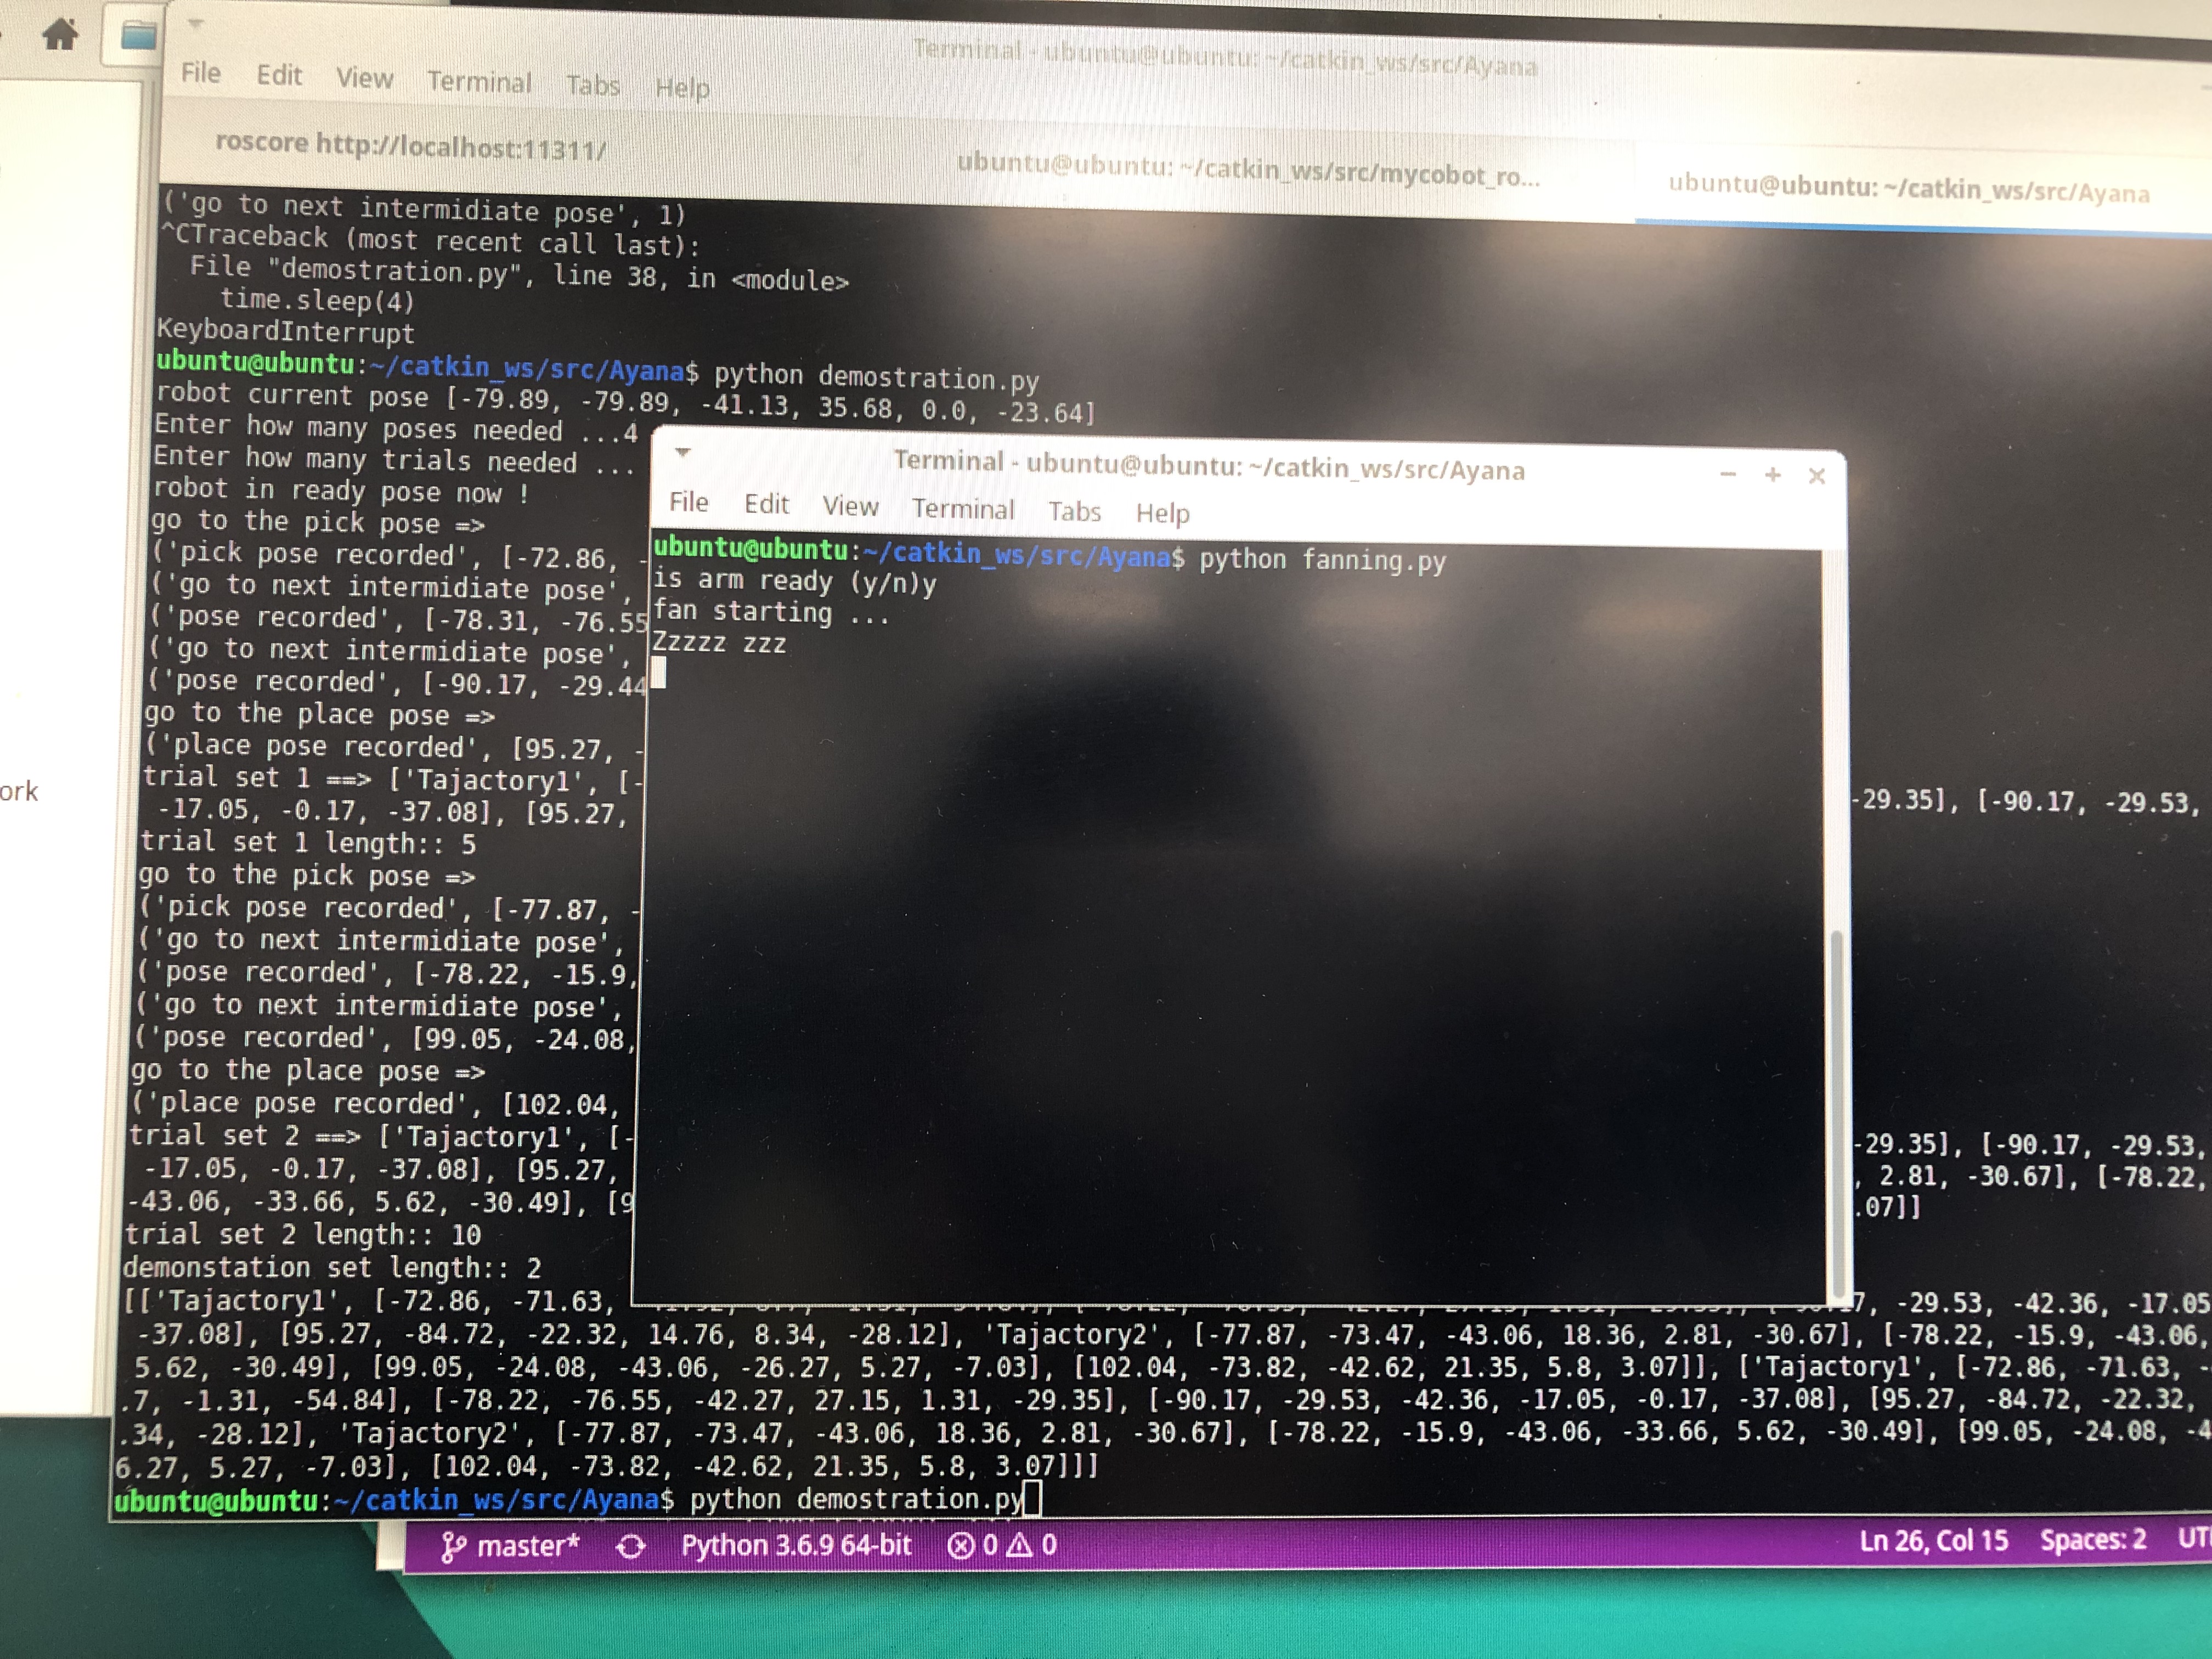 Terminal - ubuntu@ubuntu: ~/catkin_ws/src/Ayana
File Edit View Terminal Tabs Help
roscore http://localhost:11311/
ubuntu@ubuntu: ~/catkin_ws/src/mycobot_ro...
ubuntu@ubuntu: ~/catkin_ws/src/Ayana
('go to next intermidiate pose', 1)
^CTraceback (most recent call last):
File "demostration.py", line 38, in <module>
time.sleep(4)
KeyboardInterrupt
ubuntu@ubuntu:~/catkin_ws/src/Ayana$ python demostration.py
robot current pose [-79.89, -79.89, -41.13, 35.68, 0.0, -23.64]
Enter how many poses needed ...4
Enter how many trials needed ...
robot in ready pose now !
go to the pick pose =>
('pick pose recorded', [-72.86, -
('go to next intermidiate pose',
('pose recorded', [-78.31, -76.55
('go to next intermidiate pose',
('pose recorded', [-90.17, -29.44
go to the place pose =>
('place pose recorded', [95.27, -
trial set 1 ==> ['Tajactory1', [- -29.35], [-90.17, -29.53,
-17.05, -0.17, -37.08], [95.27,
trial set 1 length:: 5
go to the pick pose =>
('pick pose recorded', [-77.87, -
('go to next intermidiate pose',
('pose recorded', [-78.22, -15.9,
('go to next intermidiate pose',
('pose recorded', [99.05, -24.08,
go to the place pose =>
('place pose recorded', [102.04,
trial set 2 ==> ['Tajactory1', [- -29.35], [-90.17, -29.53,
-17.05, -0.17, -37.08], [95.27, , 2.81, -30.67], [-78.22,
-43.06, -33.66, 5.62, -30.49], [9 .07]]
trial set 2 length:: 10
demonstation set length:: 2
[['Tajactory1', [-72.86, -71.63, 7, -29.53, -42.36, -17.05
-37.08], [95.27, -84.72, -22.32, 14.76, 8.34, -28.12], 'Tajactory2', [-77.87, -73.47, -43.06, 18.36, 2.81, -30.67], [-78.22, -15.9, -43.06,
5.62, -30.49], [99.05, -24.08, -43.06, -26.27, 5.27, -7.03], [102.04, -73.82, -42.62, 21.35, 5.8, 3.07]], ['Tajactory1', [-72.86, -71.63,
.7, -1.31, -54.84], [-78.22, -76.55, -42.27, 27.15, 1.31, -29.35], [-90.17, -29.53, -42.36, -17.05, -0.17, -37.08], [95.27, -84.72, -22.32,
.34, -28.12], 'Tajactory2', [-77.87, -73.47, -43.06, 18.36, 2.81, -30.67], [-78.22, -15.9, -43.06, -33.66, 5.62, -30.49], [99.05, -24.08, -4
6.27, 5.27, -7.03], [102.04, -73.82, -42.62, 21.35, 5.8, 3.07]]]
ubuntu@ubuntu:~/catkin_ws/src/Ayana$ python demostration.py
Terminal - ubuntu@ubuntu: ~/catkin_ws/src/Ayana
File Edit View Terminal Tabs Help
ubuntu@ubuntu:~/catkin_ws/src/Ayana$ python fanning.py
is arm ready (y/n)y
fan starting ...
Zzzzz zzz
ork
master* Python 3.6.9 64-bit 0 0 Ln 26, Col 15 Spaces: 2 UT